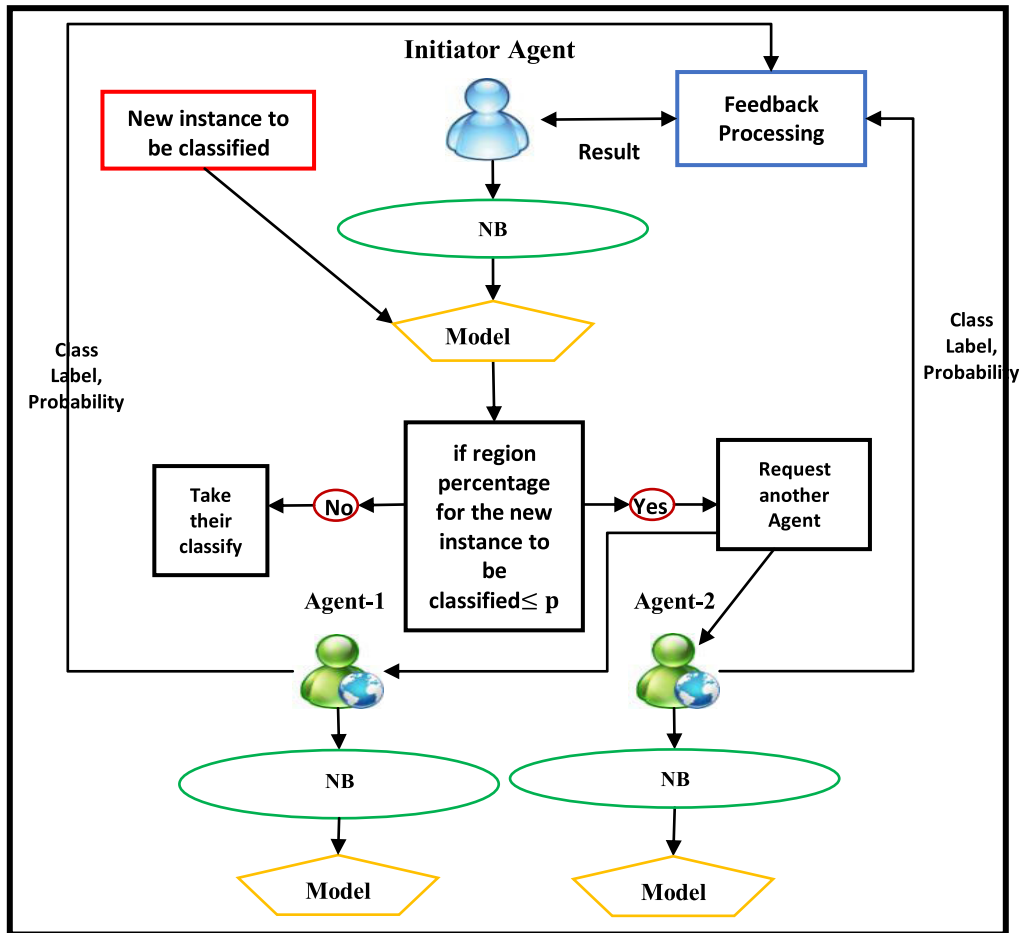 Initiator Agent
New instance to
be classified
Feedback
Processing
Result
NB
Model
Class
Label,
Probability
Class
Label,
Probability
if region
percentage
for the new
instance to
be
classified≤ p
No
Yes
Take
their
classify
Request
another
Agent
Agent-1
Agent-2
NB
NB
Model
Model